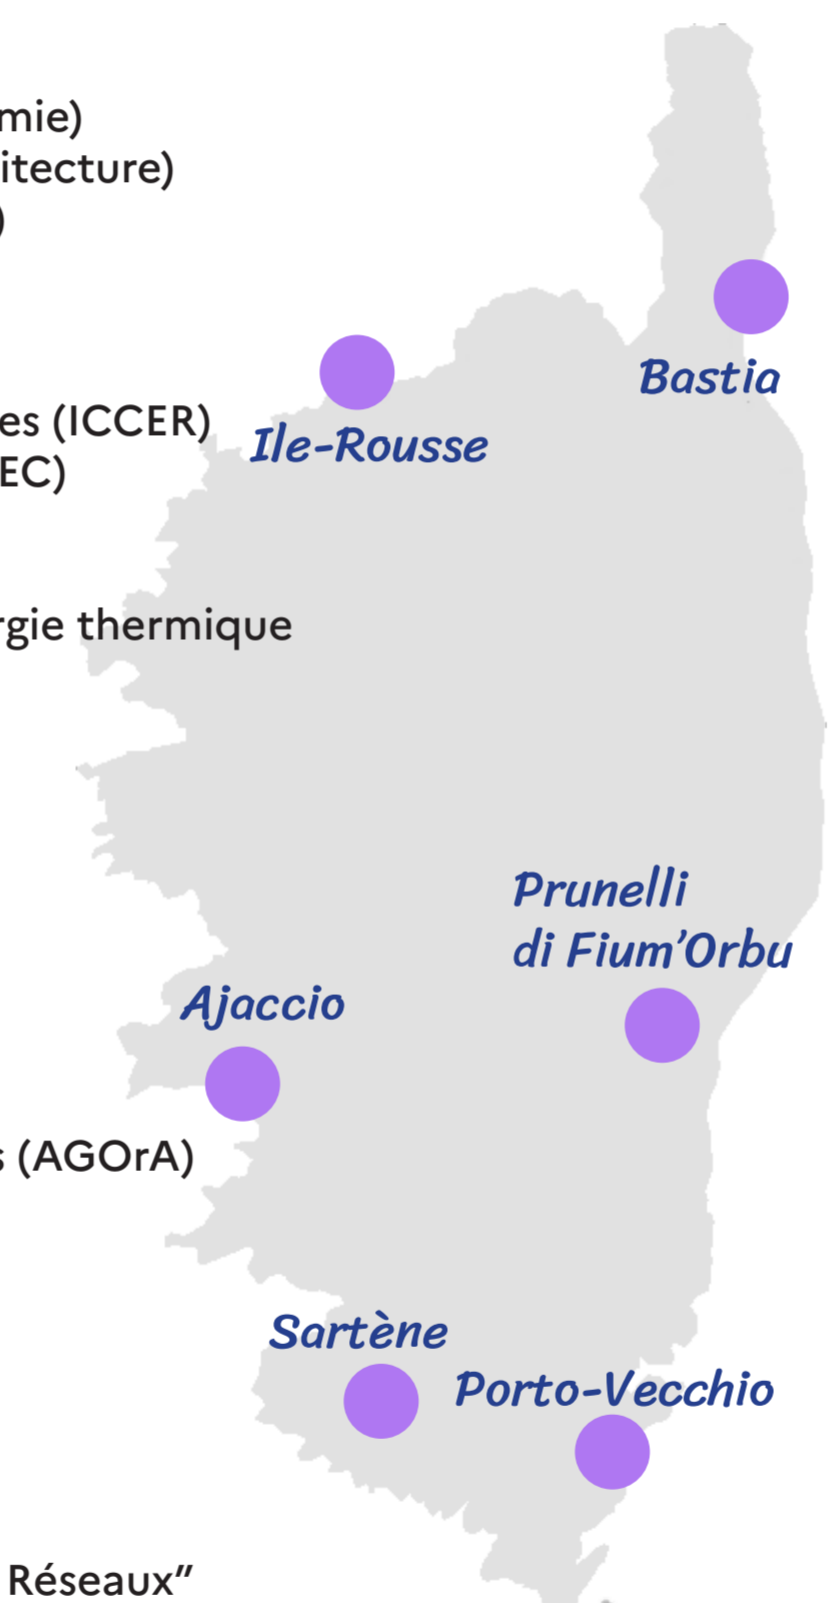 mie)
itecture)
)
Bastia
es (ICCER)
Ile-Rousse
EC)
rgie thermique
Prunelli
di Fium’Orbu
Ajaccio
s (AGOrA)
Sartène
Porto-Vecchio
Réseaux”